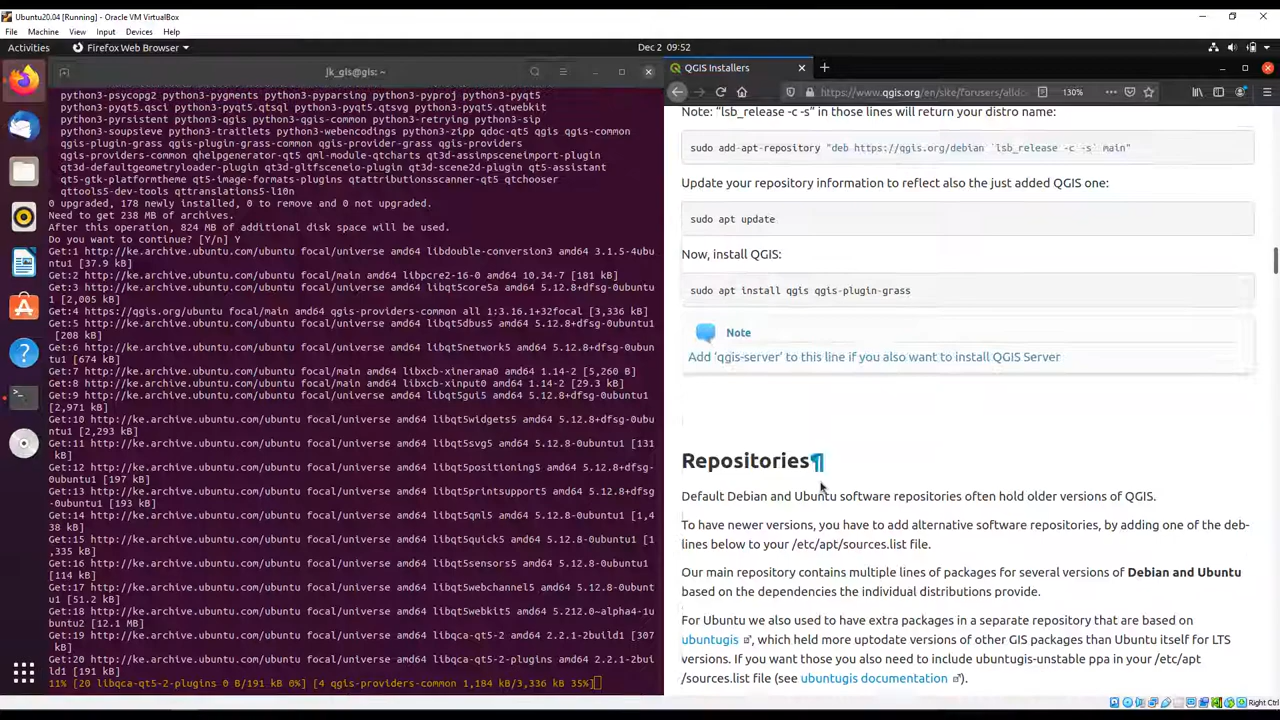 Ubuntu20.04 [Running] - Oracle VM VirtualBox
File Machine View Input Devices Help
Activities Firefox Web Browser Dec 2 09:52
jk_gis@gis: ~
python3-psycopg2 python3-pygments python3-pyparsing python3-pyproj python3-pyqt5
python3-pyqt5.qtchart python3-pyqt5.qtsql python3-pyqt5.qtsvg python3-pyqt5.qtwebkit
python3-pyrsistent python3-qgis python3-qgis-common python3-retrying python3-sip
python3-soupsieve python3-traitlets python3-webencodings python3-zipp qdoc-qt5 qgis qgis-common
qgis-plugin-grass qgis-plugin-grass-common qgis-provider-grass qgis-providers
qgis-providers-common qhelpgenerator-qt5 qml-module-qtcharts qt3d-assimpsceneimport-plugin
qt3d-defaultgeometryloader-plugin qt3d-gltfsceneio-plugin qt3d-scene2d-plugin qt5-assistant
qt5-gtk-platformtheme qt5-image-formats-plugins qtattributionsscanner-qt5 qtchooser
qttools5-dev-tools qttranslations5-l10n
0 upgraded, 178 newly installed, 0 to remove and 0 not upgraded.
Need to get 238 MB of archives.
After this operation, 824 MB of additional disk space will be used.
Do you want to continue? [Y/n] Y
Get:1 http://ke.archive.ubuntu.com/ubuntu focal/universe amd64 libdouble-conversion3 amd64 3.1.5-4ubu
ntu1 [37.9 kB]
Get:2 http://ke.archive.ubuntu.com/ubuntu focal/main amd64 libpcre2-16-0 amd64 10.34-7 [181 kB]
Get:3 http://ke.archive.ubuntu.com/ubuntu focal/universe amd64 libqt5core5a amd64 5.12.8+dfsg-0ubuntu
1 [2,005 kB]
Get:4 https://qgis.org/ubuntu focal/main amd64 qgis-providers-common all 1:3.16.1+32focal [3,336 kB]
Get:5 http://ke.archive.ubuntu.com/ubuntu focal/universe amd64 libqt5dbus5 amd64 5.12.8+dfsg-0ubuntu1
[208 kB]
Get:6 http://ke.archive.ubuntu.com/ubuntu focal/universe amd64 libqt5network5 amd64 5.12.8+dfsg-0ubun
tu1 [674 kB]
Get:7 http://ke.archive.ubuntu.com/ubuntu focal/main amd64 libxcb-xinerama0 amd64 1.14-2 [5,260 B]
Get:8 http://ke.archive.ubuntu.com/ubuntu focal/main amd64 libxcb-xinput0 amd64 1.14-2 [29.3 kB]
Get:9 http://ke.archive.ubuntu.com/ubuntu focal/universe amd64 libqt5gui5 amd64 5.12.8+dfsg-0ubuntu1
[2,971 kB]
Get:10 http://ke.archive.ubuntu.com/ubuntu focal/universe amd64 libqt5widgets5 amd64 5.12.8+dfsg-0ubu
ntu1 [2,293 kB]
Get:11 http://ke.archive.ubuntu.com/ubuntu focal/universe amd64 libqt5svg5 amd64 5.12.8-0ubuntu1 [131
kB]
Get:12 http://ke.archive.ubuntu.com/ubuntu focal/universe amd64 libqt5positioning5 amd64 5.12.8+dfsg-
0ubuntu1 [197 kB]
Get:13 http://ke.archive.ubuntu.com/ubuntu focal/universe amd64 libqt5printsupport5 amd64 5.12.8+dfsg
-0ubuntu1 [193 kB]
Get:14 http://ke.archive.ubuntu.com/ubuntu focal/universe amd64 libqt5qml5 amd64 5.12.8-0ubuntu1 [1,4
38 kB]
Get:15 http://ke.archive.ubuntu.com/ubuntu focal/universe amd64 libqt5quick5 amd64 5.12.8-0ubuntu1 [1
,335 kB]
Get:16 http://ke.archive.ubuntu.com/ubuntu focal/universe amd64 libqt5sensors5 amd64 5.12.8-0ubuntu1
[114 kB]
Get:17 http://ke.archive.ubuntu.com/ubuntu focal/universe amd64 libqt5webchannel5 amd64 5.12.8-0ubunt
u1 [51.2 kB]
Get:18 http://ke.archive.ubuntu.com/ubuntu focal/universe amd64 libqt5webkit5 amd64 5.212.0~alpha4-1u
buntu2 [12.1 MB]
Get:19 http://ke.archive.ubuntu.com/ubuntu focal/universe amd64 libqca-qt5-2 amd64 2.2.1-2build1 [307
kB]
Get:20 http://ke.archive.ubuntu.com/ubuntu focal/universe amd64 libqca-qt5-2-plugins amd64 2.2.1-2bui
ld1 [191 kB]
11% [20 libqca-qt5-2-plugins 0 B/191 kB 0%] [4 qgis-providers-common 1,184 kB/3,336 kB 35%]
QGIS Installers
https://www.qgis.org/en/site/forusers/alldo 130%
Note: “lsb_release -c -s” in those lines will return your distro name:
sudo add-apt-repository "deb https://qgis.org/debian `lsb_release -c -s` main"
Update your repository information to reflect also the just added QGIS one:
sudo apt update
Now, install QGIS:
sudo apt install qgis qgis-plugin-grass
Note
Add ‘qgis-server’ to this line if you also want to install QGIS Server
Repositories¶
Default Debian and Ubuntu software repositories often hold older versions of QGIS.
To have newer versions, you have to add alternative software repositories, by adding one of the deb-
lines below to your /etc/apt/sources.list file.
Our main repository contains multiple lines of packages for several versions of Debian and Ubuntu
based on the dependencies the individual distributions provide.
For Ubuntu we also used to have extra packages in a separate repository that are based on
ubuntugis , which held more uptodate versions of other GIS packages than Ubuntu itself for LTS
versions. If you want those you also need to include ubuntugis-unstable ppa in your /etc/apt
/sources.list file (see ubuntugis documentation ).
Right Ctrl